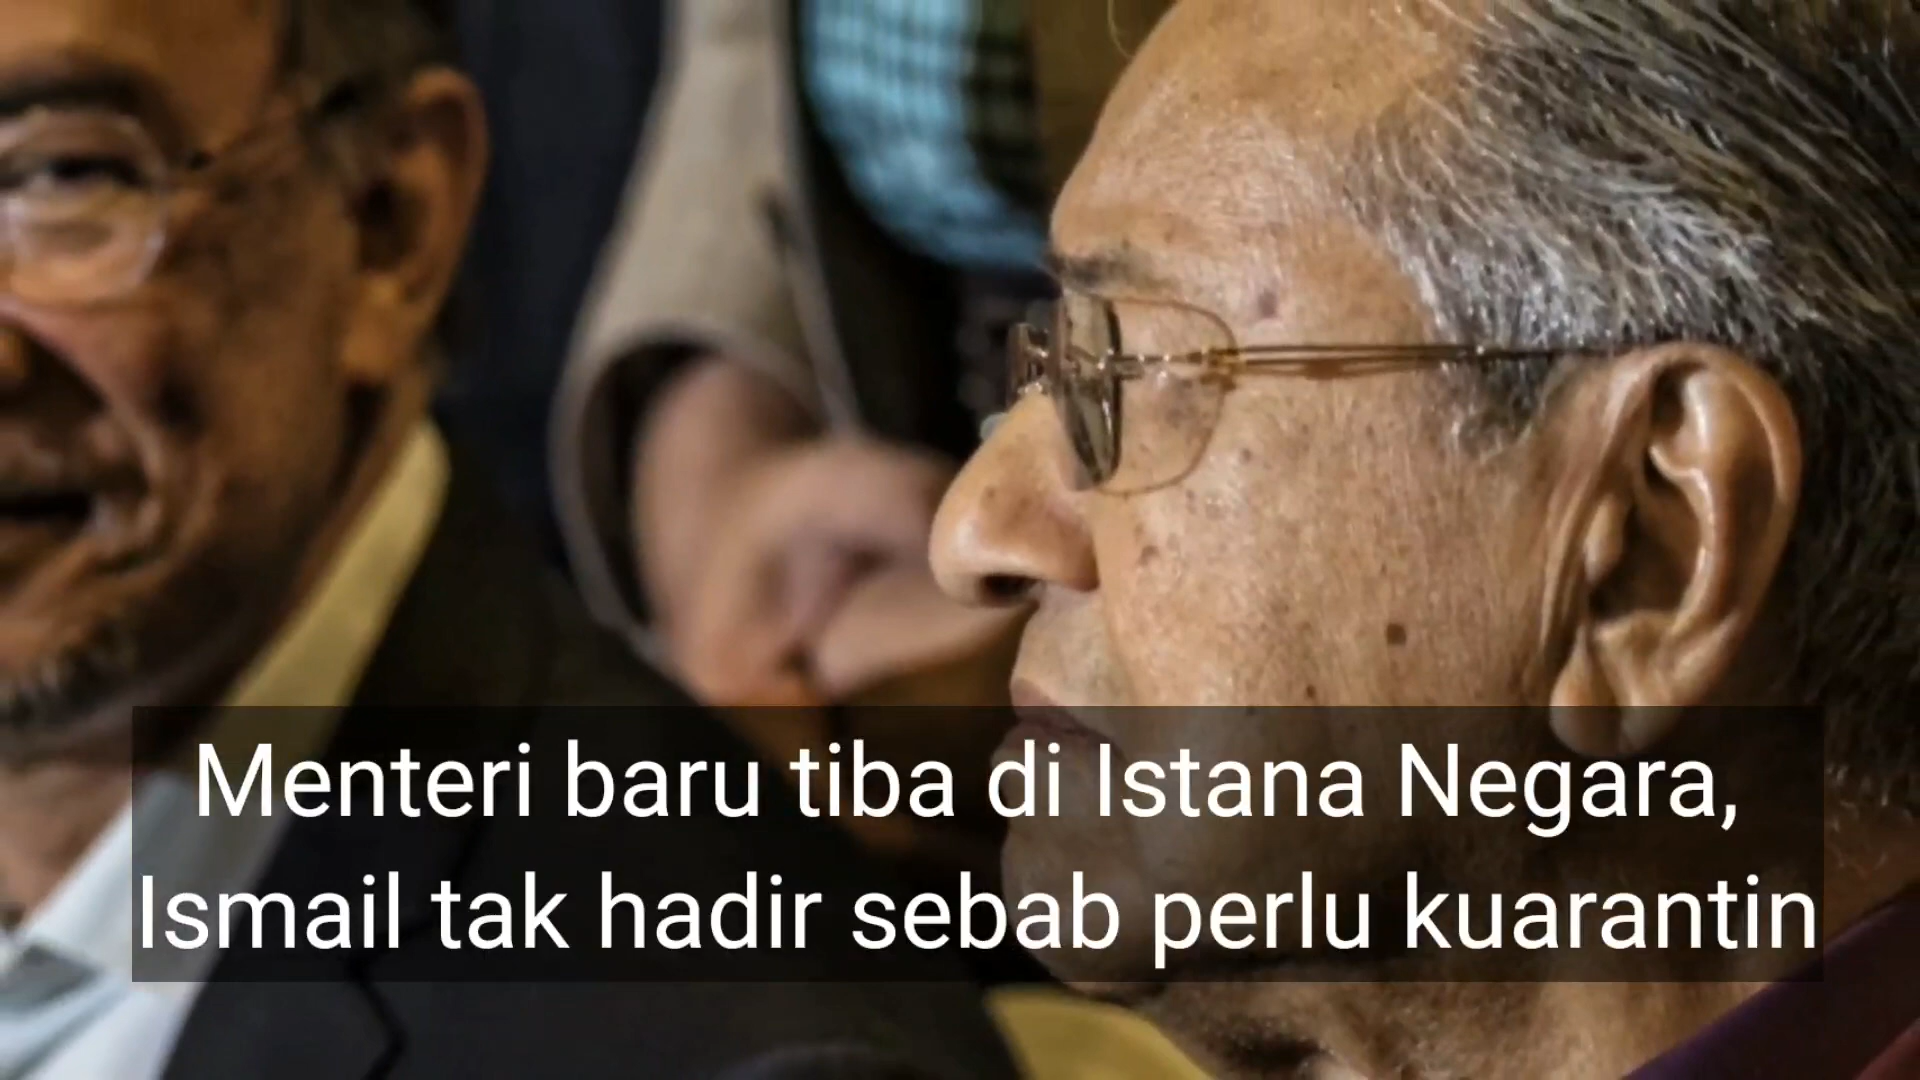 Menteri baru tiba di Istana Negara,
Ismail tak hadir sebab perlu kuarantin